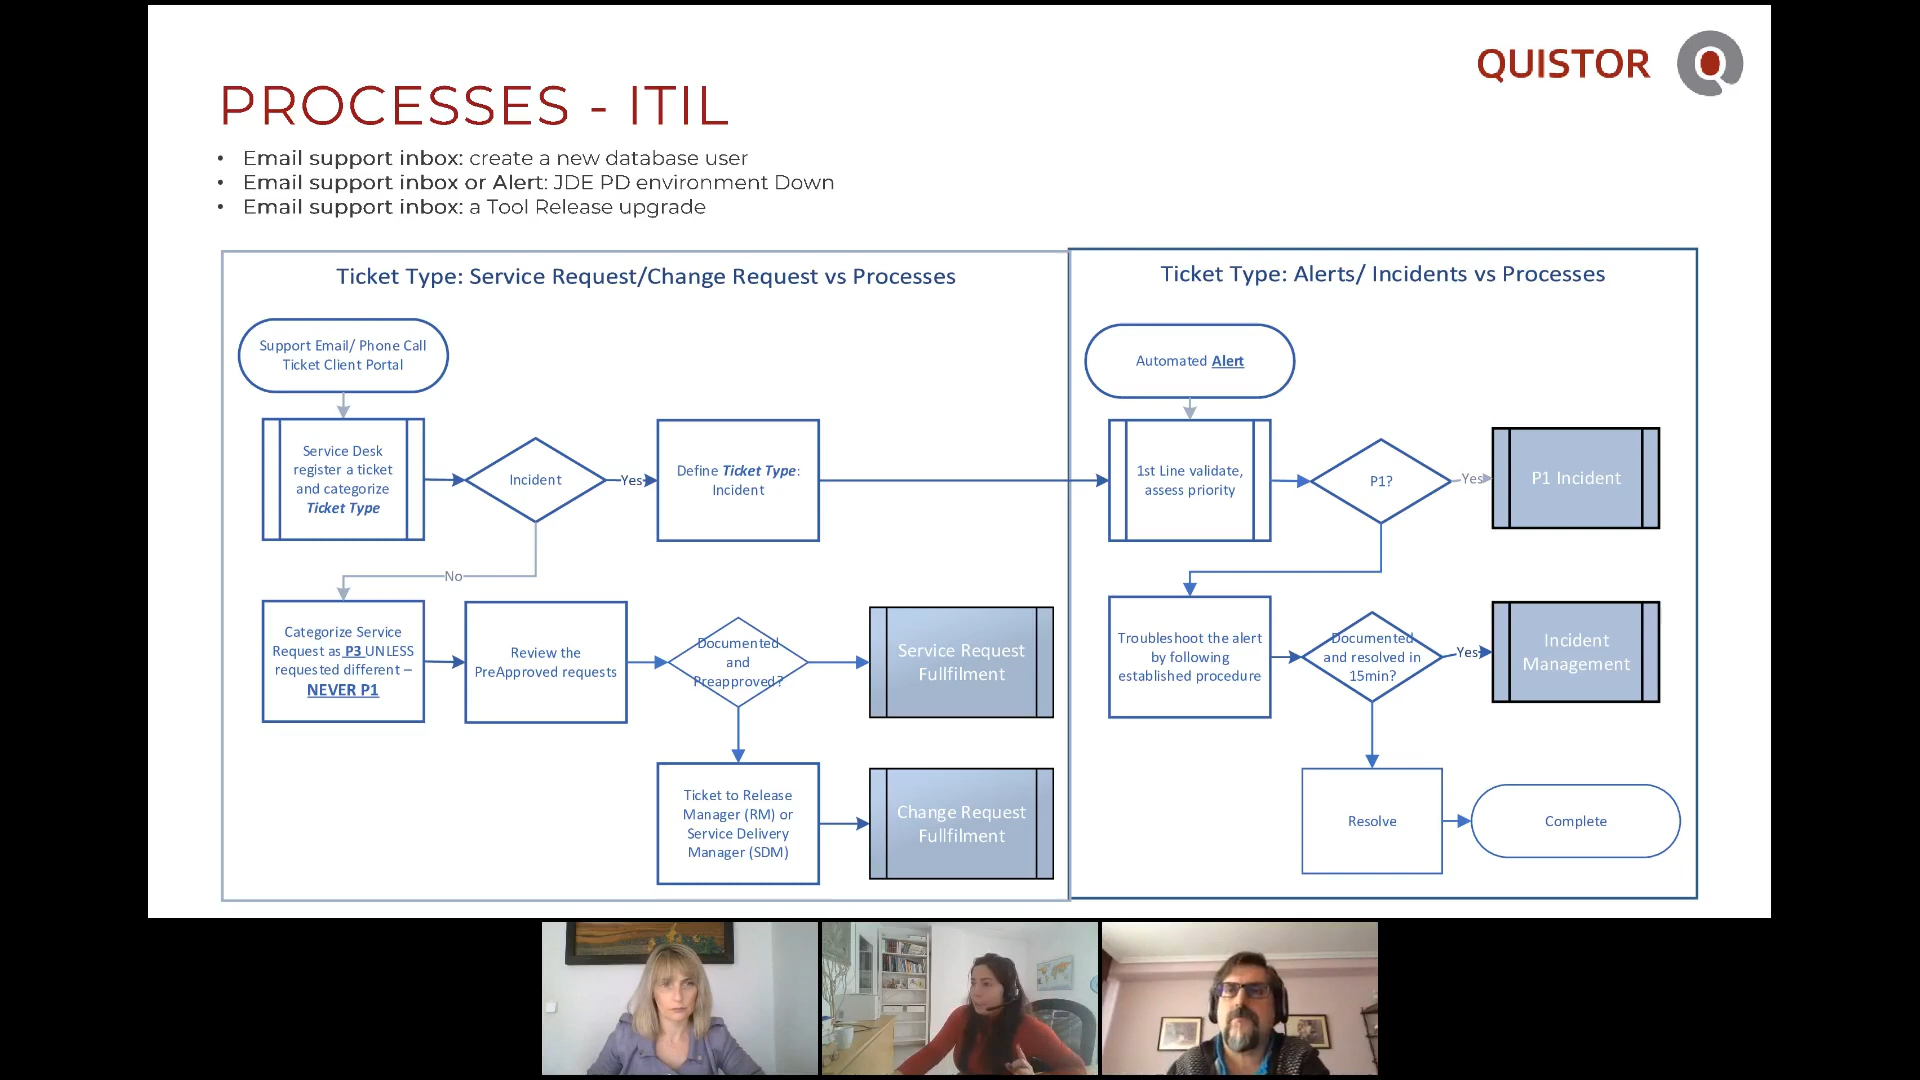 QUISTOR
PROCESSES - ITIL
• Email support inbox: create a new database user
• Email support inbox or Alert: JDE PD environment Down
• Email support inbox: a Tool Release upgrade
Ticket Type: Service Request/Change Request vs Processes
Support Email/ Phone Call
Ticket Client Portal
Service Desk
register a ticket
and categorize
Ticket Type
Incident
Yes
Define Ticket Type:
Incident
No
Categorize Service
Request as P3 UNLESS
requested different –
NEVER P1
Review the
PreApproved requests
Documented
and
Preapproved?
Service Request
Fullfilment
Ticket to Release
Manager (RM) or
Service Delivery
Manager (SDM)
Change Request
Fullfilment
Ticket Type: Alerts/ Incidents vs Processes
Automated Alert
1st Line validate,
assess priority
P1?
Yes
P1 Incident
Troubleshoot the alert
by following
established procedure
Documented
and resolved in
15min?
Yes
Incident
Management
Resolve
Complete